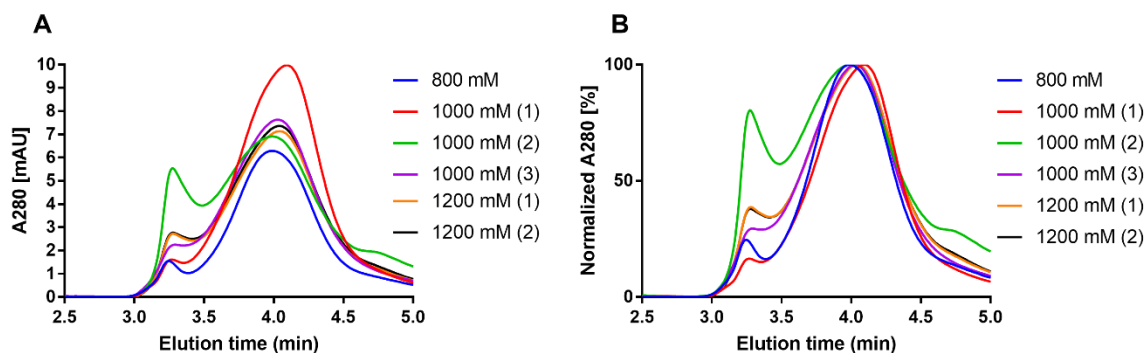 A
A280 [mAU]
10
9
8
7
6
5
4
3
2
1
0
2.5 3.0 3.5 4.0 4.5 5.0
Elution time (min)
800 mM
1000 mM (1)
1000 mM (2)
1000 mM (3)
1200 mM (1)
1200 mM (2)
B
Normalized A280 [%]
100
50
0
2.5 3.0 3.5 4.0 4.5 5.0
Elution time (min)
800 mM
1000 mM (1)
1000 mM (2)
1000 mM (3)
1200 mM (1)
1200 mM (2)